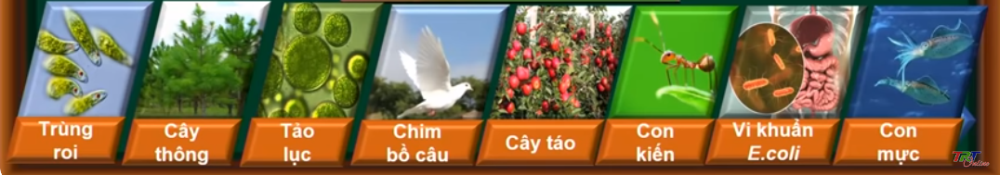 Trùng
roi
Cây
thông
Tảo
lục
Chim
bồ câu
Cây táo
Con
kiến
Vi khuẩn
E.coli
Con
mực